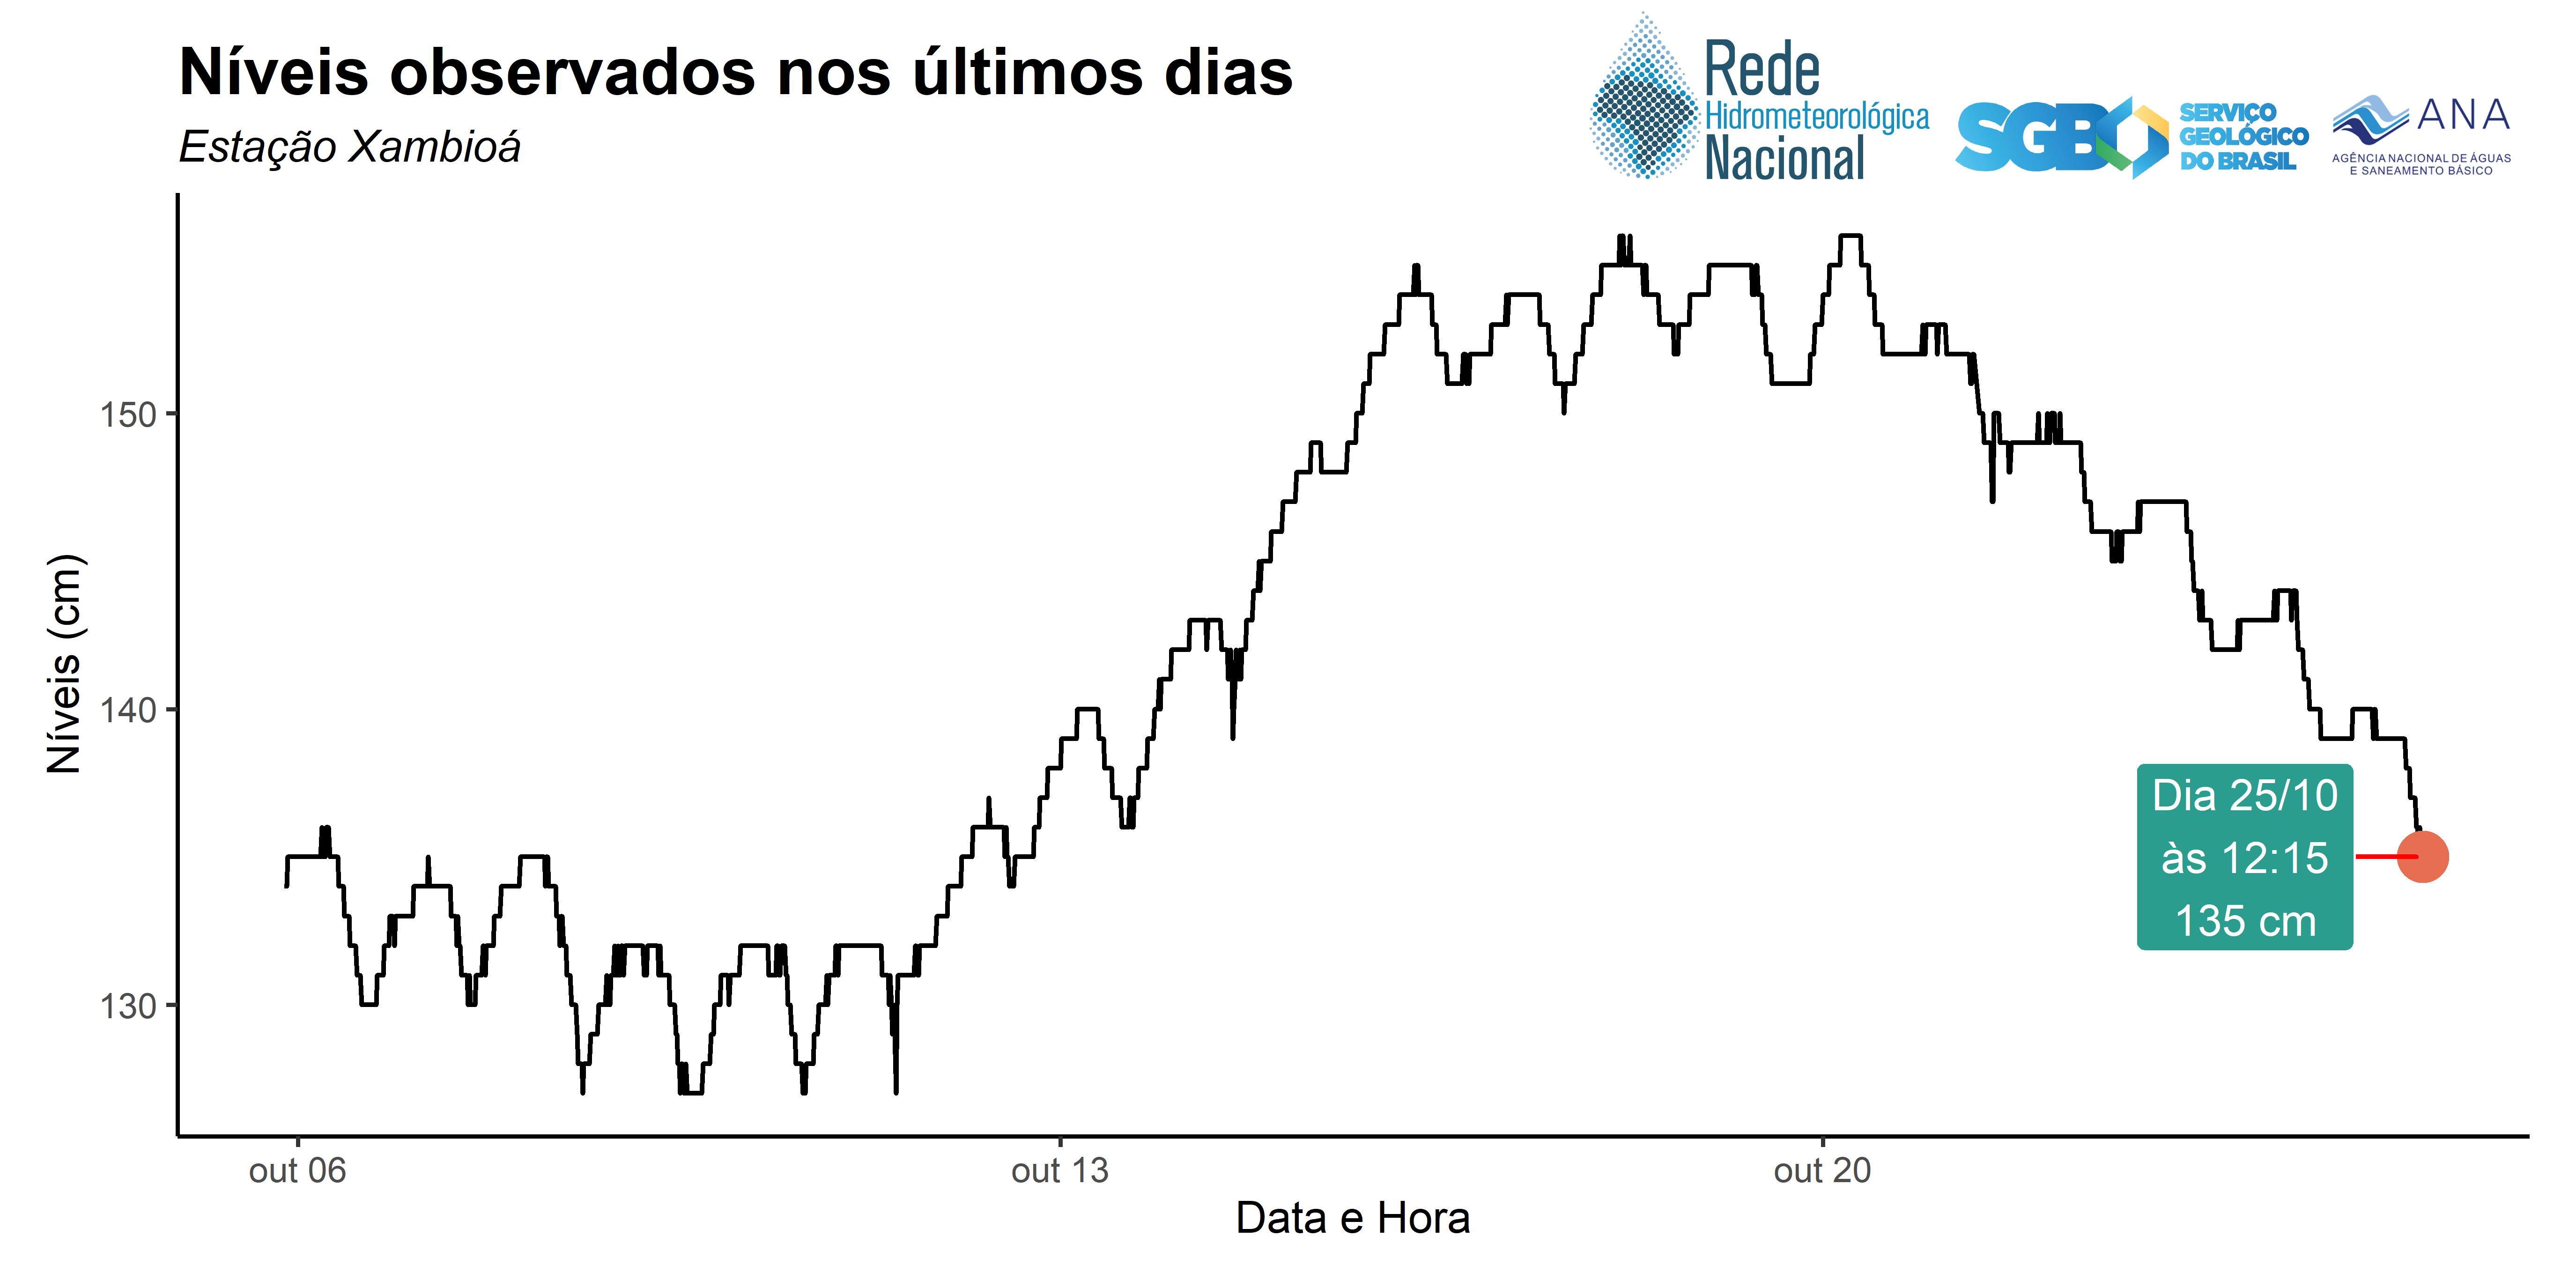 Níveis observados nos últimos dias
Estação Xambioá
Rede
Hidrometeorológica
Nacional
SGB
SERVIÇO
GEOLÓGICO
DO BRASIL
ANA
AGÊNCIA NACIONAL DE ÁGUAS
E SANEAMENTO BÁSICO
Níveis (cm)
150
140
130
Dia 25/10
às 12:15
135 cm
out 06
out 13
out 20
Data e Hora